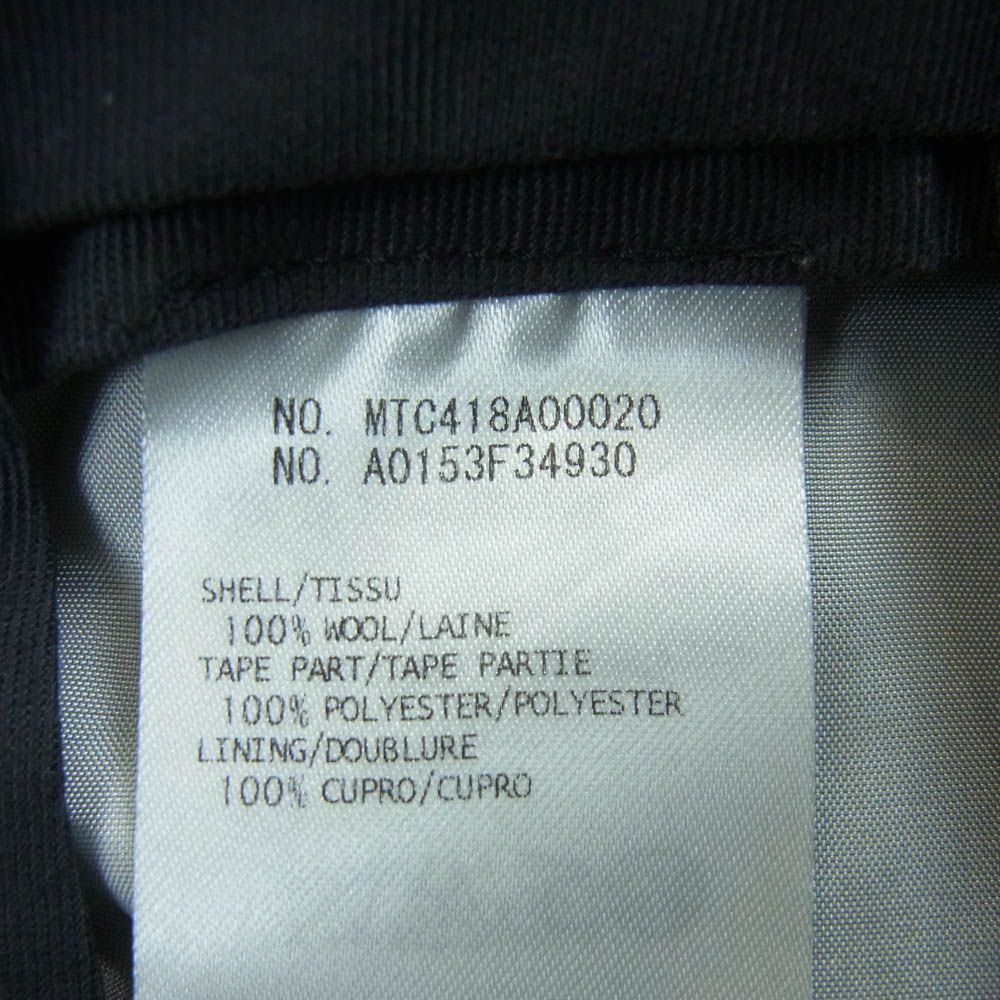 NO. MTC418A00020
NO. A0153F34930
SHELL/TISSU
100% WOOL/LAINE
TAPE PART/TAPE PARTIE
100% POLYESTER/POLYESTER
LINING/DOUBLURE
100% CUPRO/CUPRO